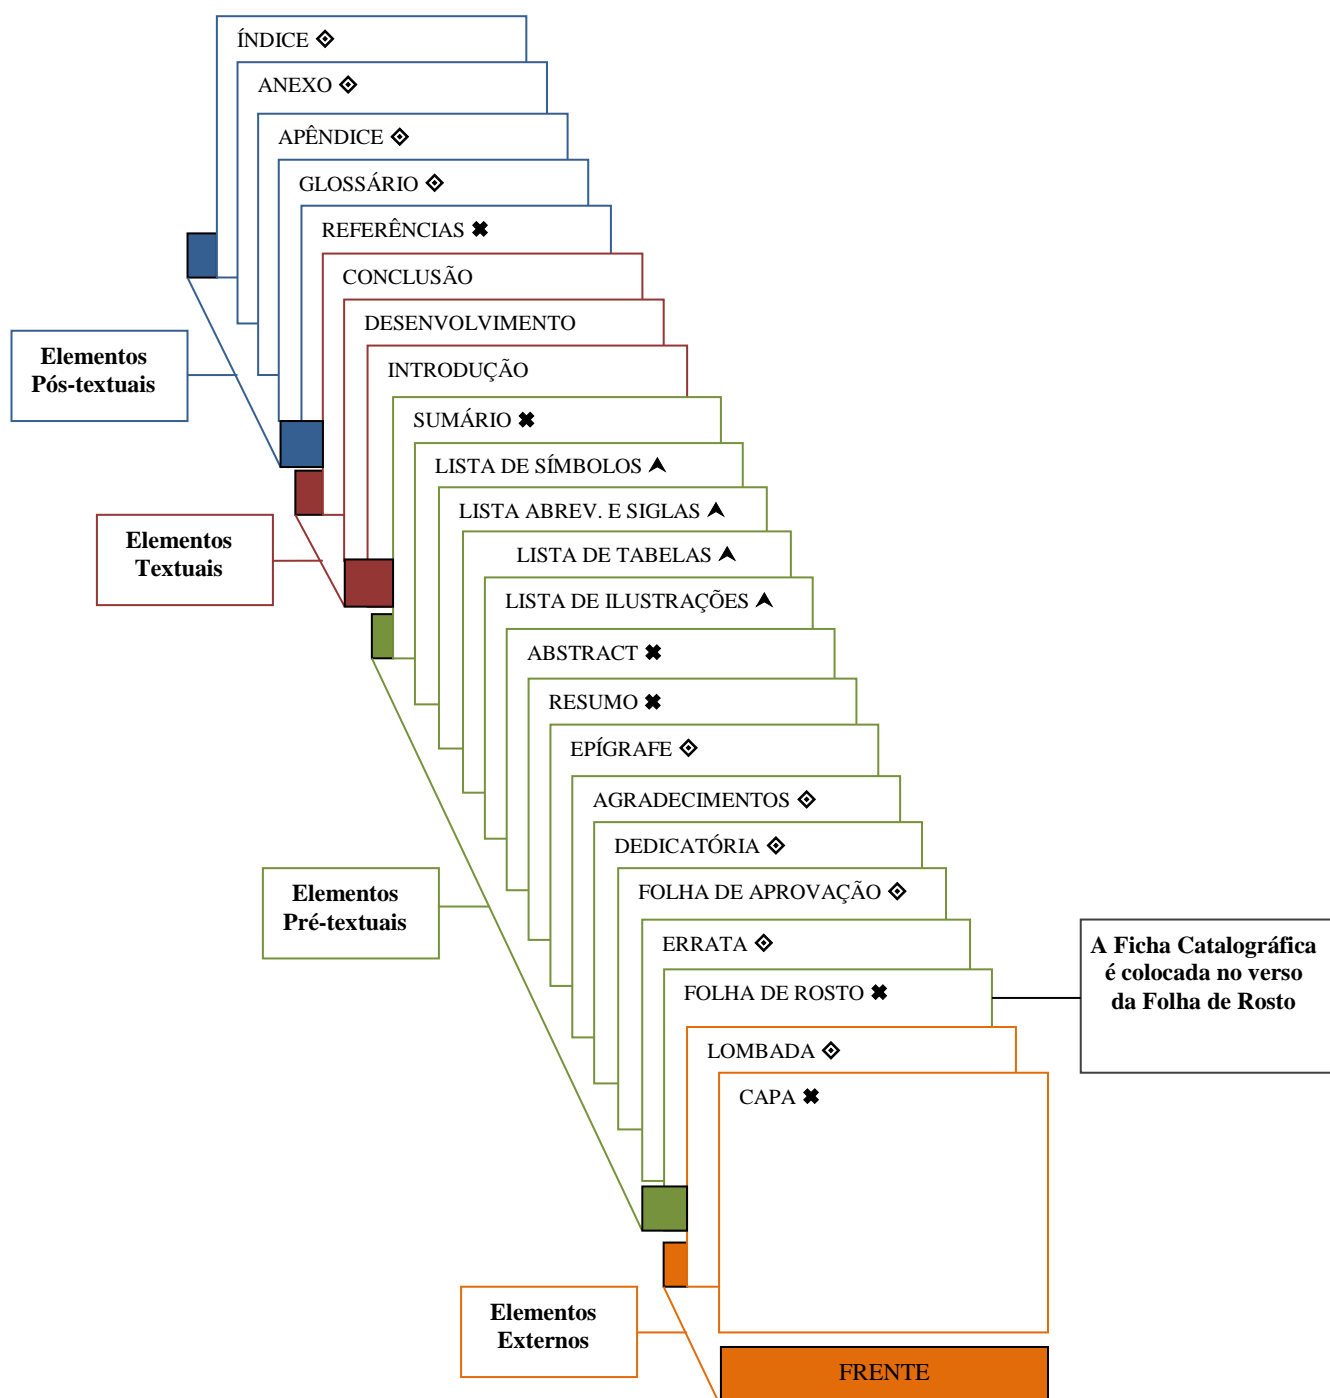 ÍNDICE
ANEXO
APÊNDICE
GLOSSÁRIO
REFERÊNCIAS ✖
CONCLUSÃO
DESENVOLVIMENTO
INTRODUÇÃO
SUMÁRIO ✖
LISTA DE SÍMBOLOS ⮝
LISTA ABREV. E SIGLAS ⮝
LISTA DE TABELAS ⮝
LISTA DE ILUSTRAÇÕES ⮝
ABSTRACT ✖
RESUMO ✖
EPÍGRAFE
AGRADECIMENTOS
DEDICATÓRIA
FOLHA DE APROVAÇÃO
ERRATA
FOLHA DE ROSTO ✖
LOMBADA
CAPA ✖
Elementos
Pós-textuais
Elementos
Textuais
Elementos
Pré-textuais
A Ficha Catalográfica
é colocada no verso
da Folha de Rosto
Elementos
Externos
FRENTE